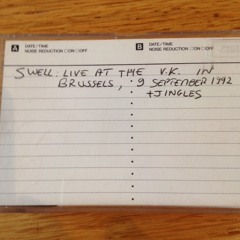 A DATE/TIME
NOISE REDUCTION □ ON □ OFF
B DATE/TIME
NOISE REDUCTION □ ON □ OFF
SWELL. LIVE AT THE V.K. IN
BRUSSELS, 9 SEPTEMBER 1992
+JINGLES